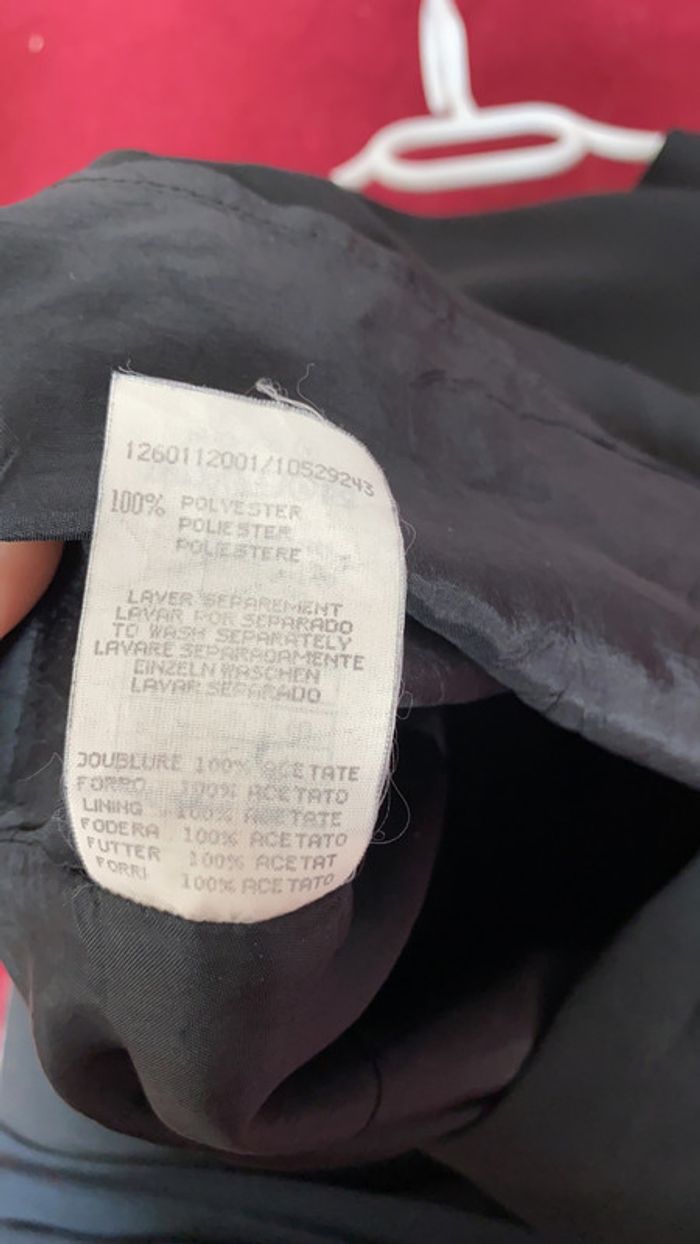 1260112001/10529243
100% POLYESTER
POLIESTER
POLIESTERE
LAVER SEPAREMENT
LAVAR POR SEPARADO
TO WASH SEPARATELY
LAVARE SEPARADAMENTE
EINZELN WASCHEN
LAVAR SEPARADO
DOUBLURE 100% ACETATE
FORRO 100% ACETATO
LINING 100% ACETATE
FODERA 100% ACETATO
FUTTER 100% ACETAT
FORRI 100% ACETATO